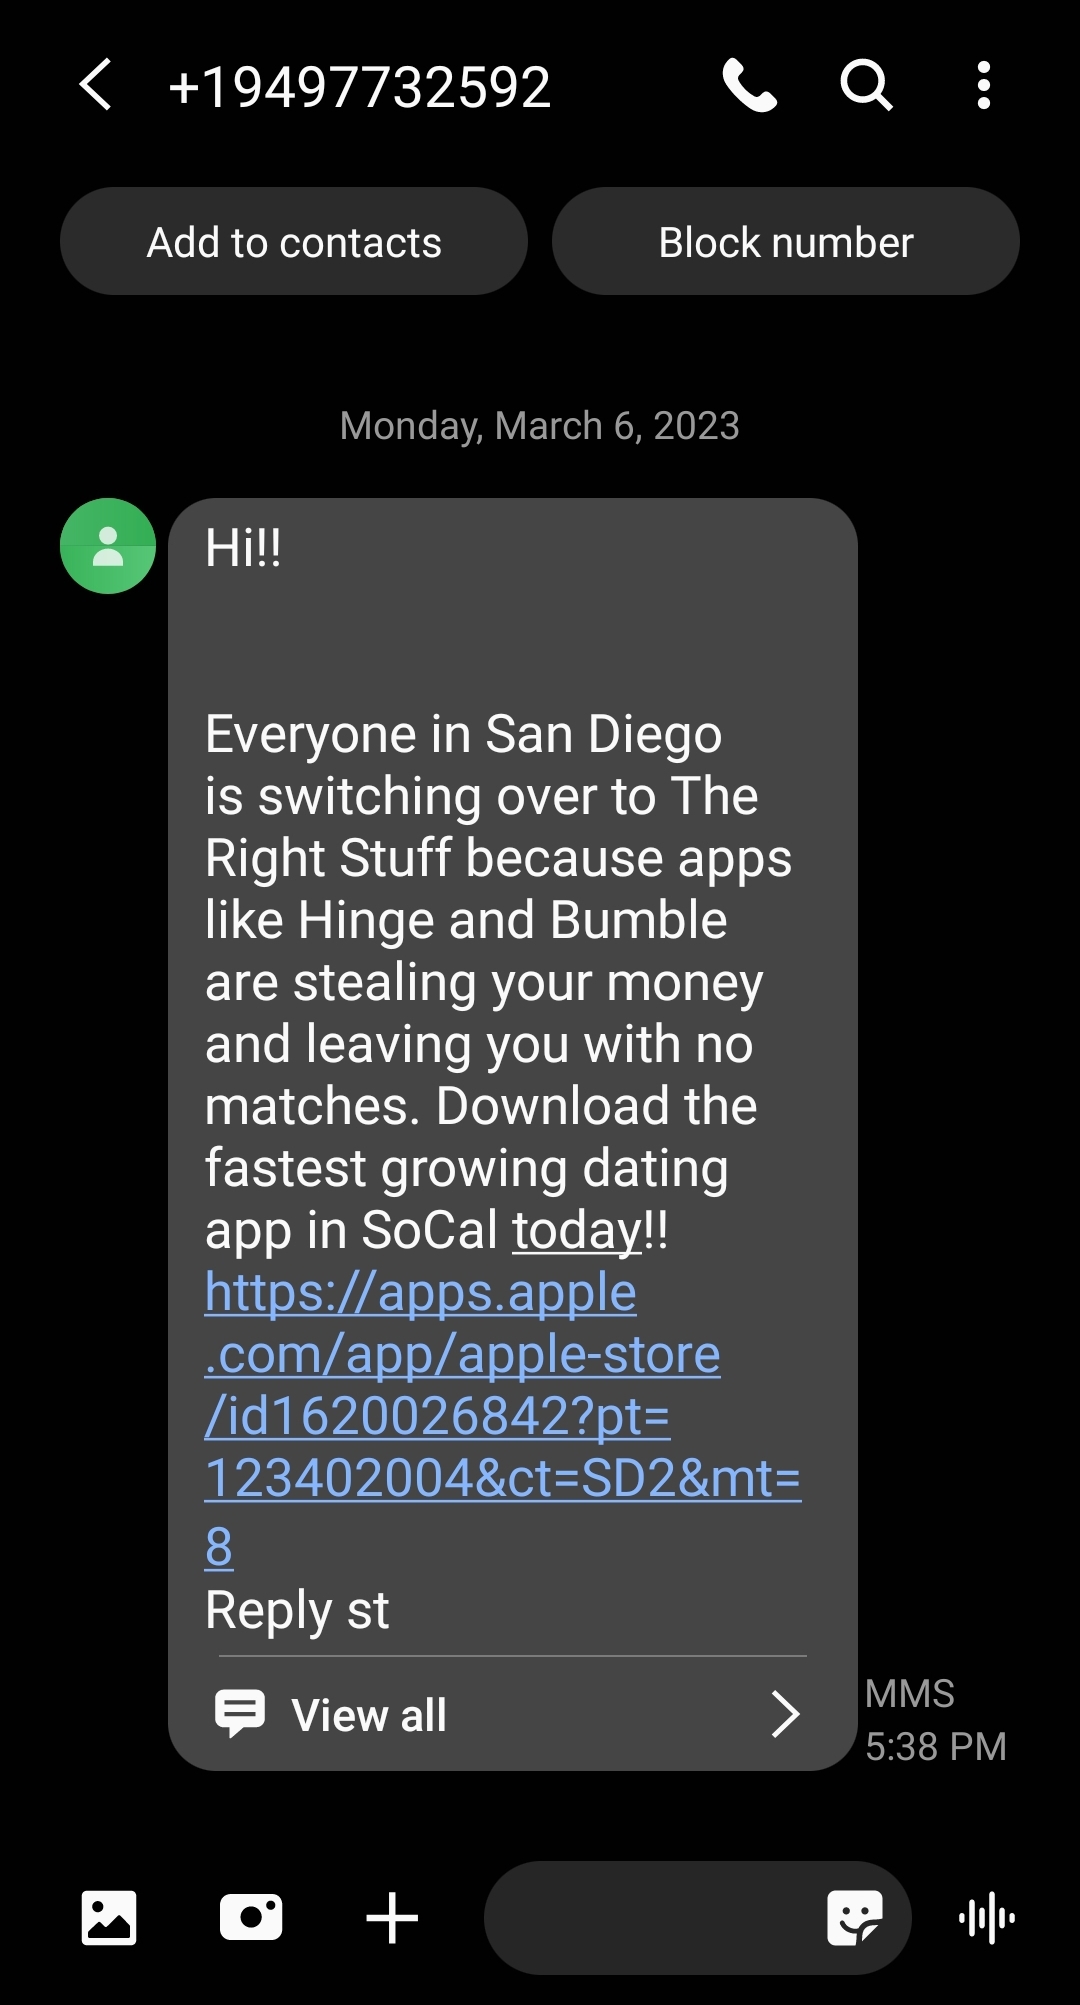 +19497732592
Add to contacts
Block number
Monday, March 6, 2023
Hi!!
Everyone in San Diego
is switching over to The
Right Stuff because apps
like Hinge and Bumble
are stealing your money
and leaving you with no
matches. Download the
fastest growing dating
app in SoCal today!!
https://apps.apple
.com/app/apple-store
/id1620026842?pt=
123402004&ct=SD2&mt=
8
Reply st
View all
MMS
5:38 PM